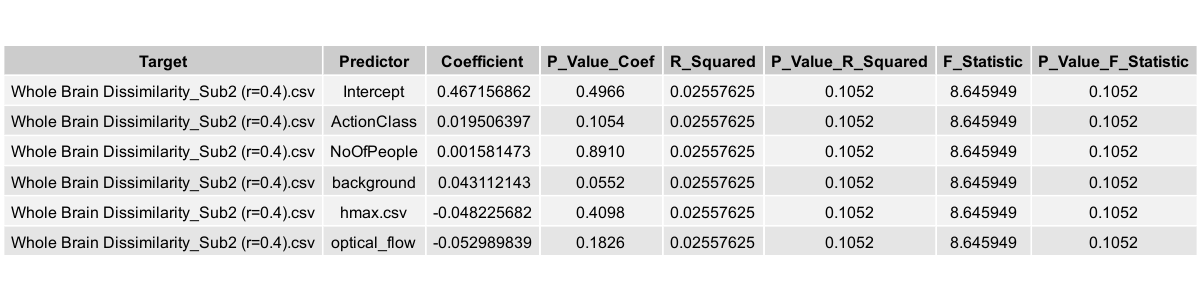 Target Predictor Coefficient P_Value_Coef R_Squared P_Value_R_Squared F_Statistic P_Value_F_Statistic
Whole Brain Dissimilarity_Sub2 (r=0.4).csv Intercept 0.467156862 0.4966 0.02557625 0.1052 8.645949 0.1052
Whole Brain Dissimilarity_Sub2 (r=0.4).csv ActionClass 0.019506397 0.1054 0.02557625 0.1052 8.645949 0.1052
Whole Brain Dissimilarity_Sub2 (r=0.4).csv NoOfPeople 0.001581473 0.8910 0.02557625 0.1052 8.645949 0.1052
Whole Brain Dissimilarity_Sub2 (r=0.4).csv background 0.043112143 0.0552 0.02557625 0.1052 8.645949 0.1052
Whole Brain Dissimilarity_Sub2 (r=0.4).csv hmax.csv -0.048225682 0.4098 0.02557625 0.1052 8.645949 0.1052
Whole Brain Dissimilarity_Sub2 (r=0.4).csv optical_flow -0.052989839 0.1826 0.02557625 0.1052 8.645949 0.1052